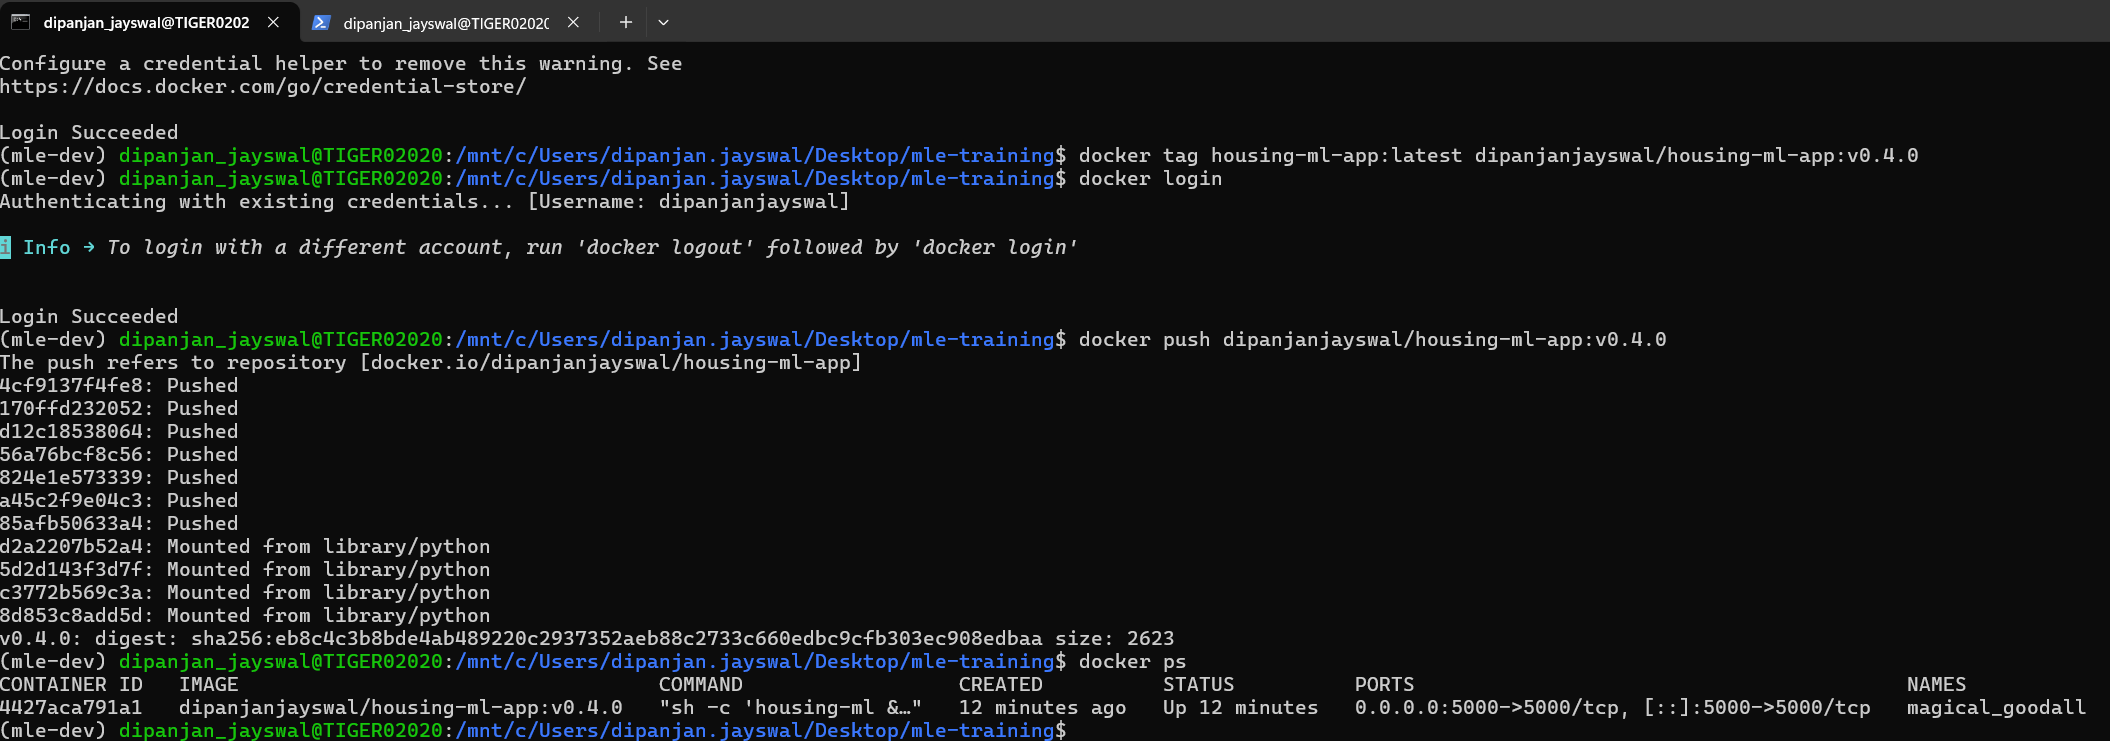 dipanjan_jayswal@TIGER0202
dipanjan_jayswal@TIGER0202
Configure a credential helper to remove this warning. See
https://docs.docker.com/go/credential-store/
Login Succeeded
(mle-dev) dipanjan_jayswal@TIGER02020:/mnt/c/Users/dipanjan.jayswal/Desktop/mle-training$ docker tag housing-ml-app:latest dipanjanjayswal/housing-ml-app:v0.4.0
(mle-dev) dipanjan_jayswal@TIGER02020:/mnt/c/Users/dipanjan.jayswal/Desktop/mle-training$ docker login
Authenticating with existing credentials... [Username: dipanjanjayswal]
i Info → To login with a different account, run 'docker logout' followed by 'docker login'
Login Succeeded
(mle-dev) dipanjan_jayswal@TIGER02020:/mnt/c/Users/dipanjan.jayswal/Desktop/mle-training$ docker push dipanjanjayswal/housing-ml-app:v0.4.0
The push refers to repository [docker.io/dipanjanjayswal/housing-ml-app]
4cf9137f4fe8: Pushed
170ffd232052: Pushed
d12c18538064: Pushed
56a76bcf8c56: Pushed
824e1e573339: Pushed
a45c2f9e04c3: Pushed
85afb50633a4: Pushed
d2a2207b52a4: Mounted from library/python
5d2d143f3d7f: Mounted from library/python
c3772b569c3a: Mounted from library/python
8d853c8add5d: Mounted from library/python
v0.4.0: digest: sha256:eb8c4c3b8bde4ab489220c2937352aeb88c2733c660edbc9cfb303ec908edbaa size: 2623
(mle-dev) dipanjan_jayswal@TIGER02020:/mnt/c/Users/dipanjan.jayswal/Desktop/mle-training$ docker ps
CONTAINER ID   IMAGE                                   COMMAND                  CREATED          STATUS          PORTS                                         NAMES
4427aca791a1   dipanjanjayswal/housing-ml-app:v0.4.0   "sh -c 'housing-ml &…"   12 minutes ago   Up 12 minutes   0.0.0.0:5000->5000/tcp, [::]:5000->5000/tcp   magical_goodall
(mle-dev) dipanjan_jayswal@TIGER02020:/mnt/c/Users/dipanjan.jayswal/Desktop/mle-training$